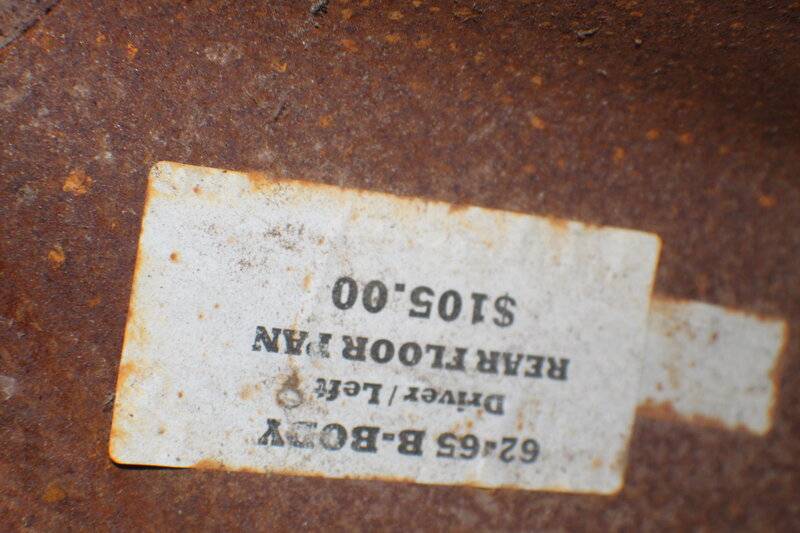 62-65 B-BODY
Driver / Left
REAR FLOOR PAN
$105.00